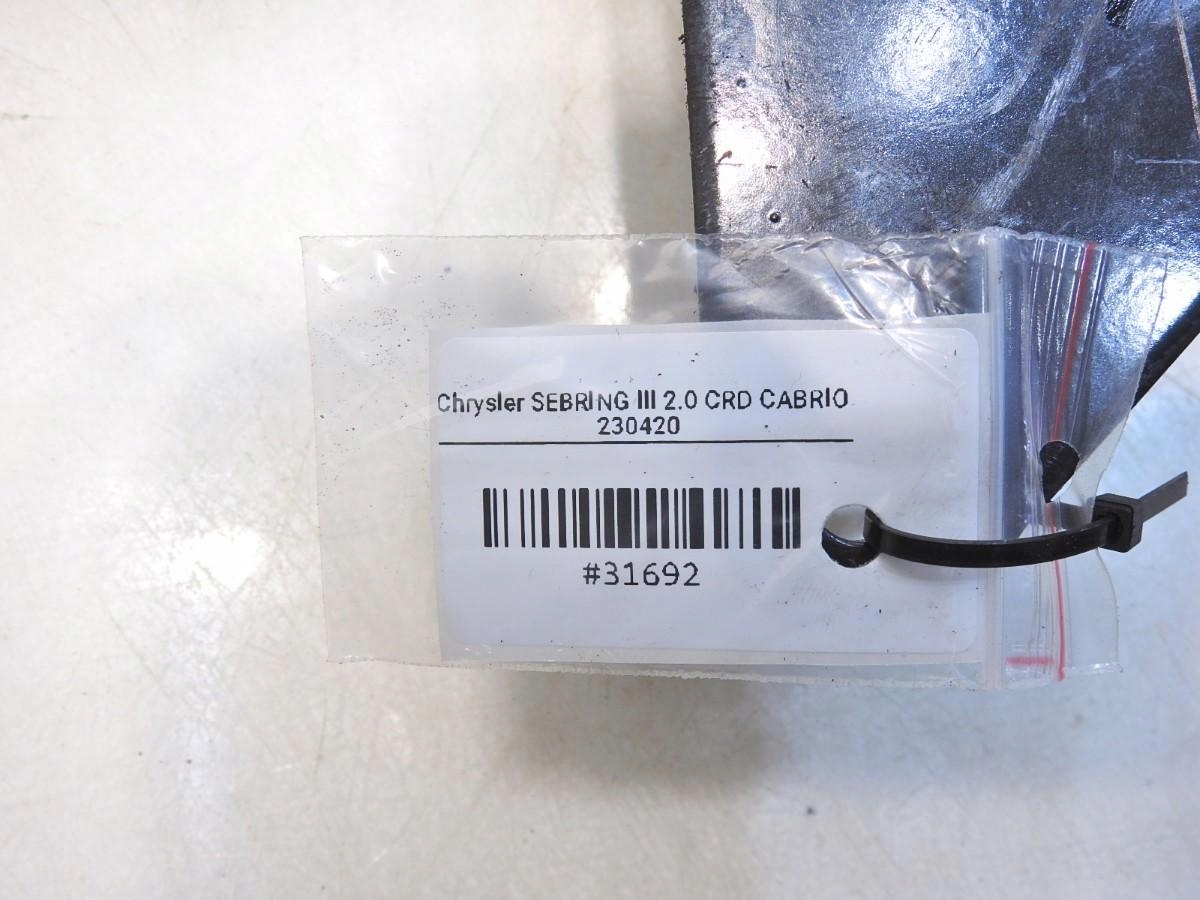 Chrysler SEBRING III 2.0 CRD CABRIO
230420
#31692